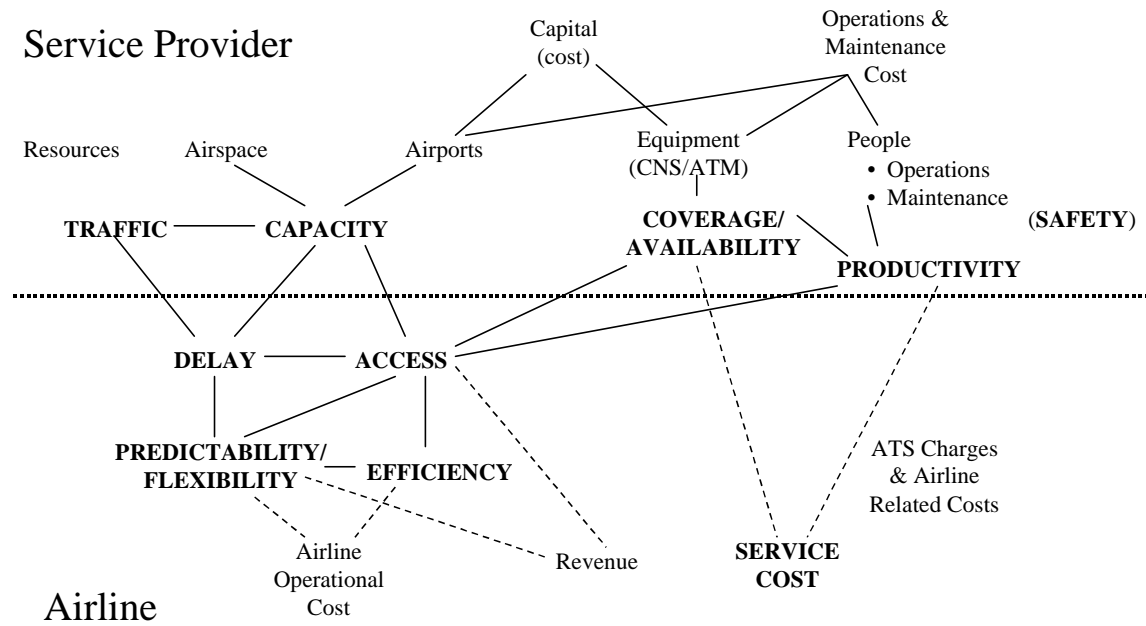 Service Provider
Capital
(cost)
Operations &
Maintenance
Cost
Resources
Airspace
Airports
Equipment
(CNS/ATM)
People
• Operations
• Maintenance
TRAFFIC
CAPACITY
COVERAGE/
AVAILABILITY
(SAFETY)
PRODUCTIVITY
DELAY
ACCESS
PREDICTABILITY/
FLEXIBILITY
EFFICIENCY
ATS Charges
& Airline
Related Costs
Airline
Operational
Cost
Revenue
SERVICE
COST
Airline